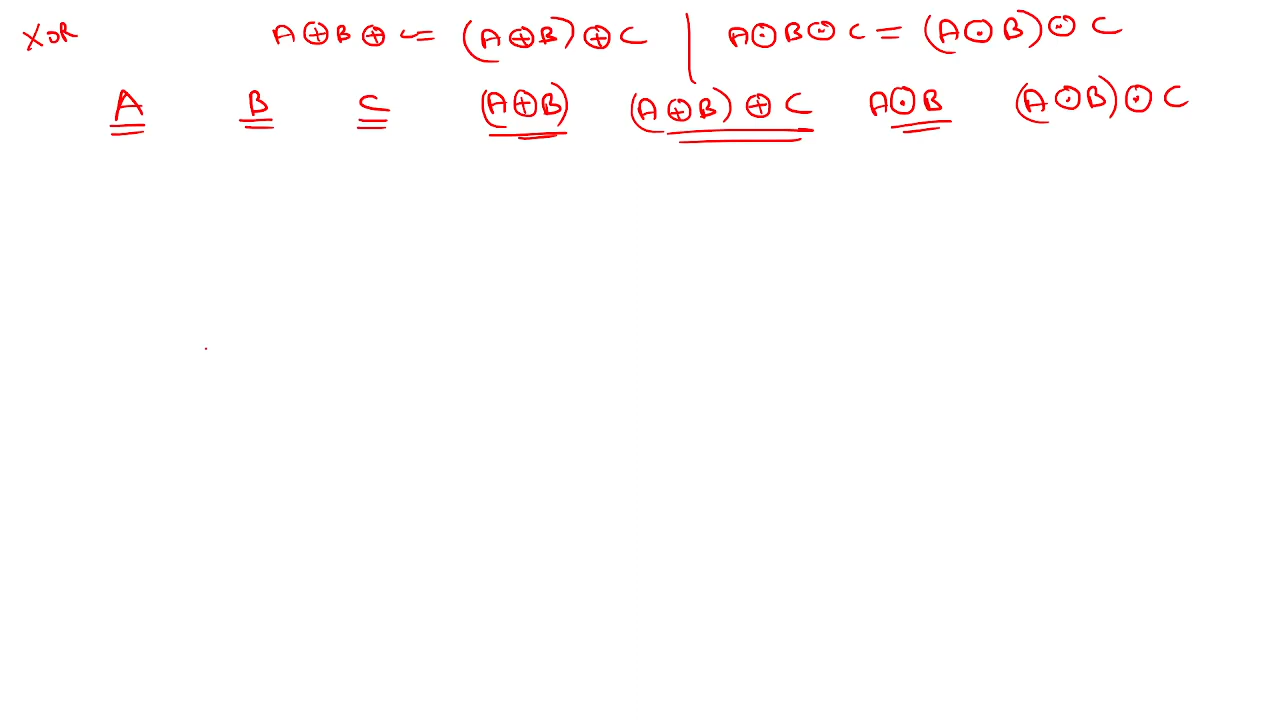 XOR A⊕B⊕C = (A⊕B)⊕C | A⊙B⊙C = (A⊙B)⊙C
A B C (A⊕B) (A⊕B)⊕C A⊙B (A⊙B)⊙C